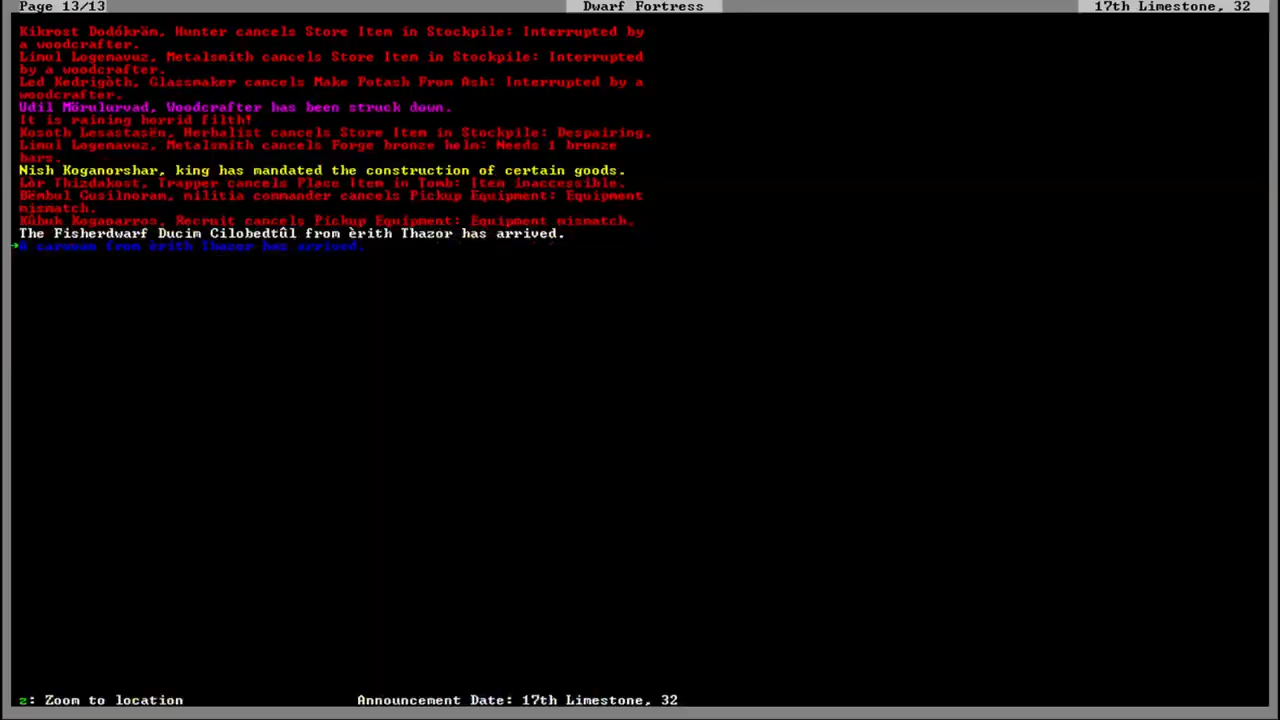 Page 13/13 Dwarf Fortress 17th Limestone, 32
Kikrost Dodókräm, Hunter cancels Store Item in Stockpile: Interrupted by
a woodcrafter.
Limul Logemavuz, Metalsmith cancels Store Item in Stockpile: Interrupted
by a woodcrafter.
Led Kedrigòth, Glassmaker cancels Make Potash From Ash: Interrupted by a
woodcrafter.
Udil Mörulurvad, Woodcrafter has been struck down.
It is raining horrid filth!
Kosoth Lesastasën, Herbalist cancels Store Item in Stockpile: Despairing.
Limul Logemavuz, Metalsmith cancels Forge bronze helm: Needs 1 bronze
bars.
Nish Koganorshar, king has mandated the construction of certain goods.
Lòr Thizdakost, Trapper cancels Place Item in Tomb: Item inaccessible.
Bëmbul Gusilnoram, militia commander cancels Pickup Equipment: Equipment
mismatch.
Kûbuk Koganarros, Recruit cancels Pickup Equipment: Equipment mismatch.
The Fisherdwarf Ducim Cilobedtûl from èrith Thazor has arrived.
A caravan from èrith Thazor has arrived.
z: Zoom to location Announcement Date: 17th Limestone, 32